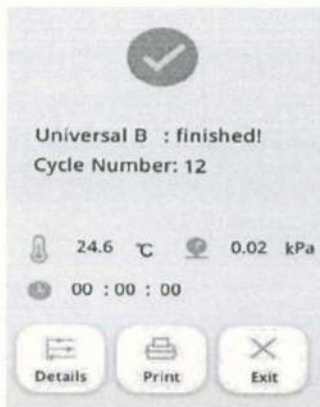 Universal B : finished!
Cycle Number: 12
24.6 ℃ 0.02 kPa
00 : 00 : 00
Details Print Exit